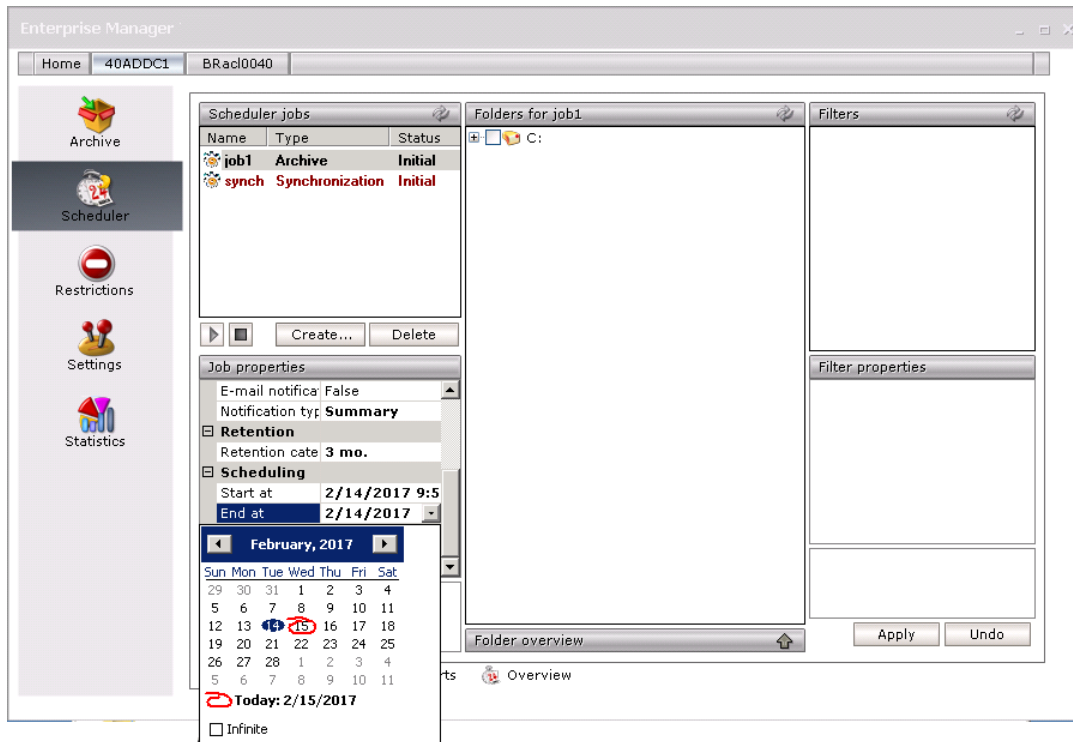 Enterprise Manager
Home 40ADDC1 BRacl0040
Archive
Scheduler
Restrictions
Settings
Statistics
Scheduler jobs
Name Type Status
job1 Archive Initial
synch Synchronization Initial
Create... Delete
Job properties
E-mail notifica False
Notification typ Summary
Retention
Retention cate 3 mo.
Scheduling
Start at 2/14/2017 9:5
End at 2/14/2017
February, 2017
Sun Mon Tue Wed Thu Fri Sat
29 30 31 1 2 3 4
5 6 7 8 9 10 11
12 13 14 15 16 17 18
19 20 21 22 23 24 25
26 27 28 1 2 3 4
5 6 7 8 9 10 11
Today: 2/15/2017
Infinite
Folders for job1
C:
Folder overview
Filters
Filter properties
Apply Undo
rts Overview